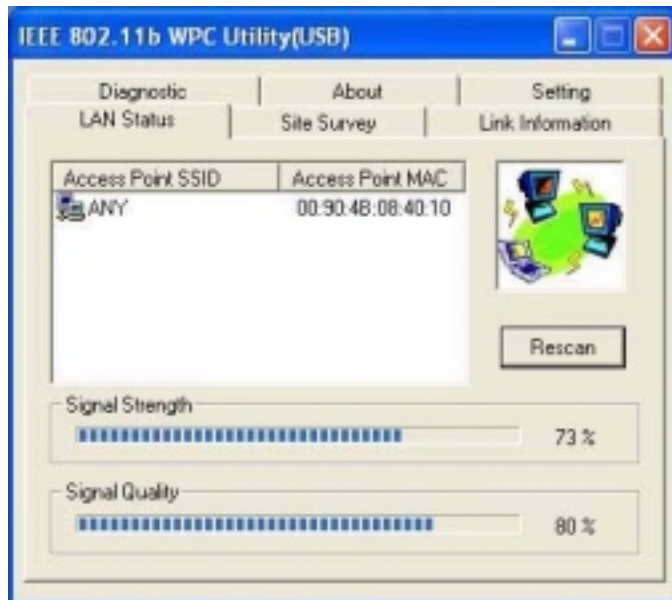 IEEE 802.11b WPC Utility(USB)
Diagnostic About Setting
LAN Status Site Survey Link Information
Access Point SSID Access Point MAC
ANY 00:90:4B:08:40:10
Rescan
Signal Strength
73 %
Signal Quality
80 %